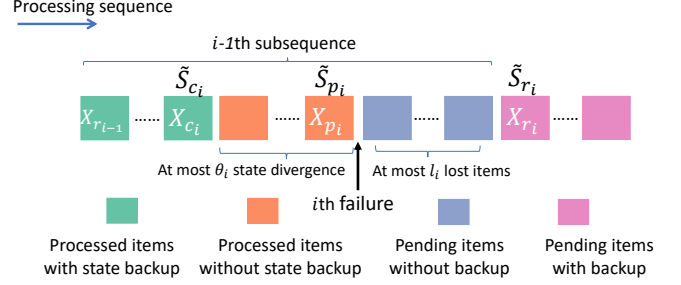 Processing sequence
i-1th subsequence
S̃_{c_i} S̃_{p_i} S̃_{r_i}
X_{r_{i-1}} ...... X_{c_i} ...... X_{p_i} ...... X_{r_i} ......
At most θ_i state divergence At most l_i lost items
ith failure
Processed items Processed items Pending items Pending items
with state backup without state backup without backup with backup